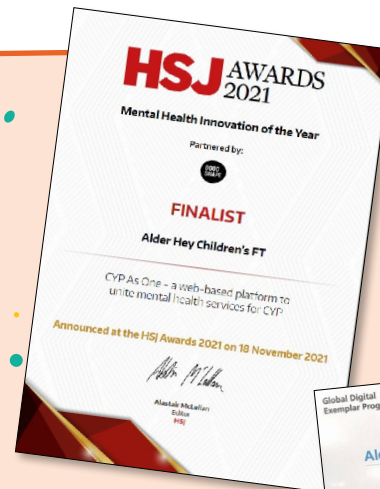 HSJ AWARDS
2021
Mental Health Innovation of the Year
Partnered by:
FINALIST
Alder Hey Children's FT
CYP As One - a web-based platform to
unite mental health services for CYP
Announced at the HSJ Awards 2021 on 18 November 2021
Alastair McLellan
Editor
HSJ
Global Digital
Exemplar Prog
Al